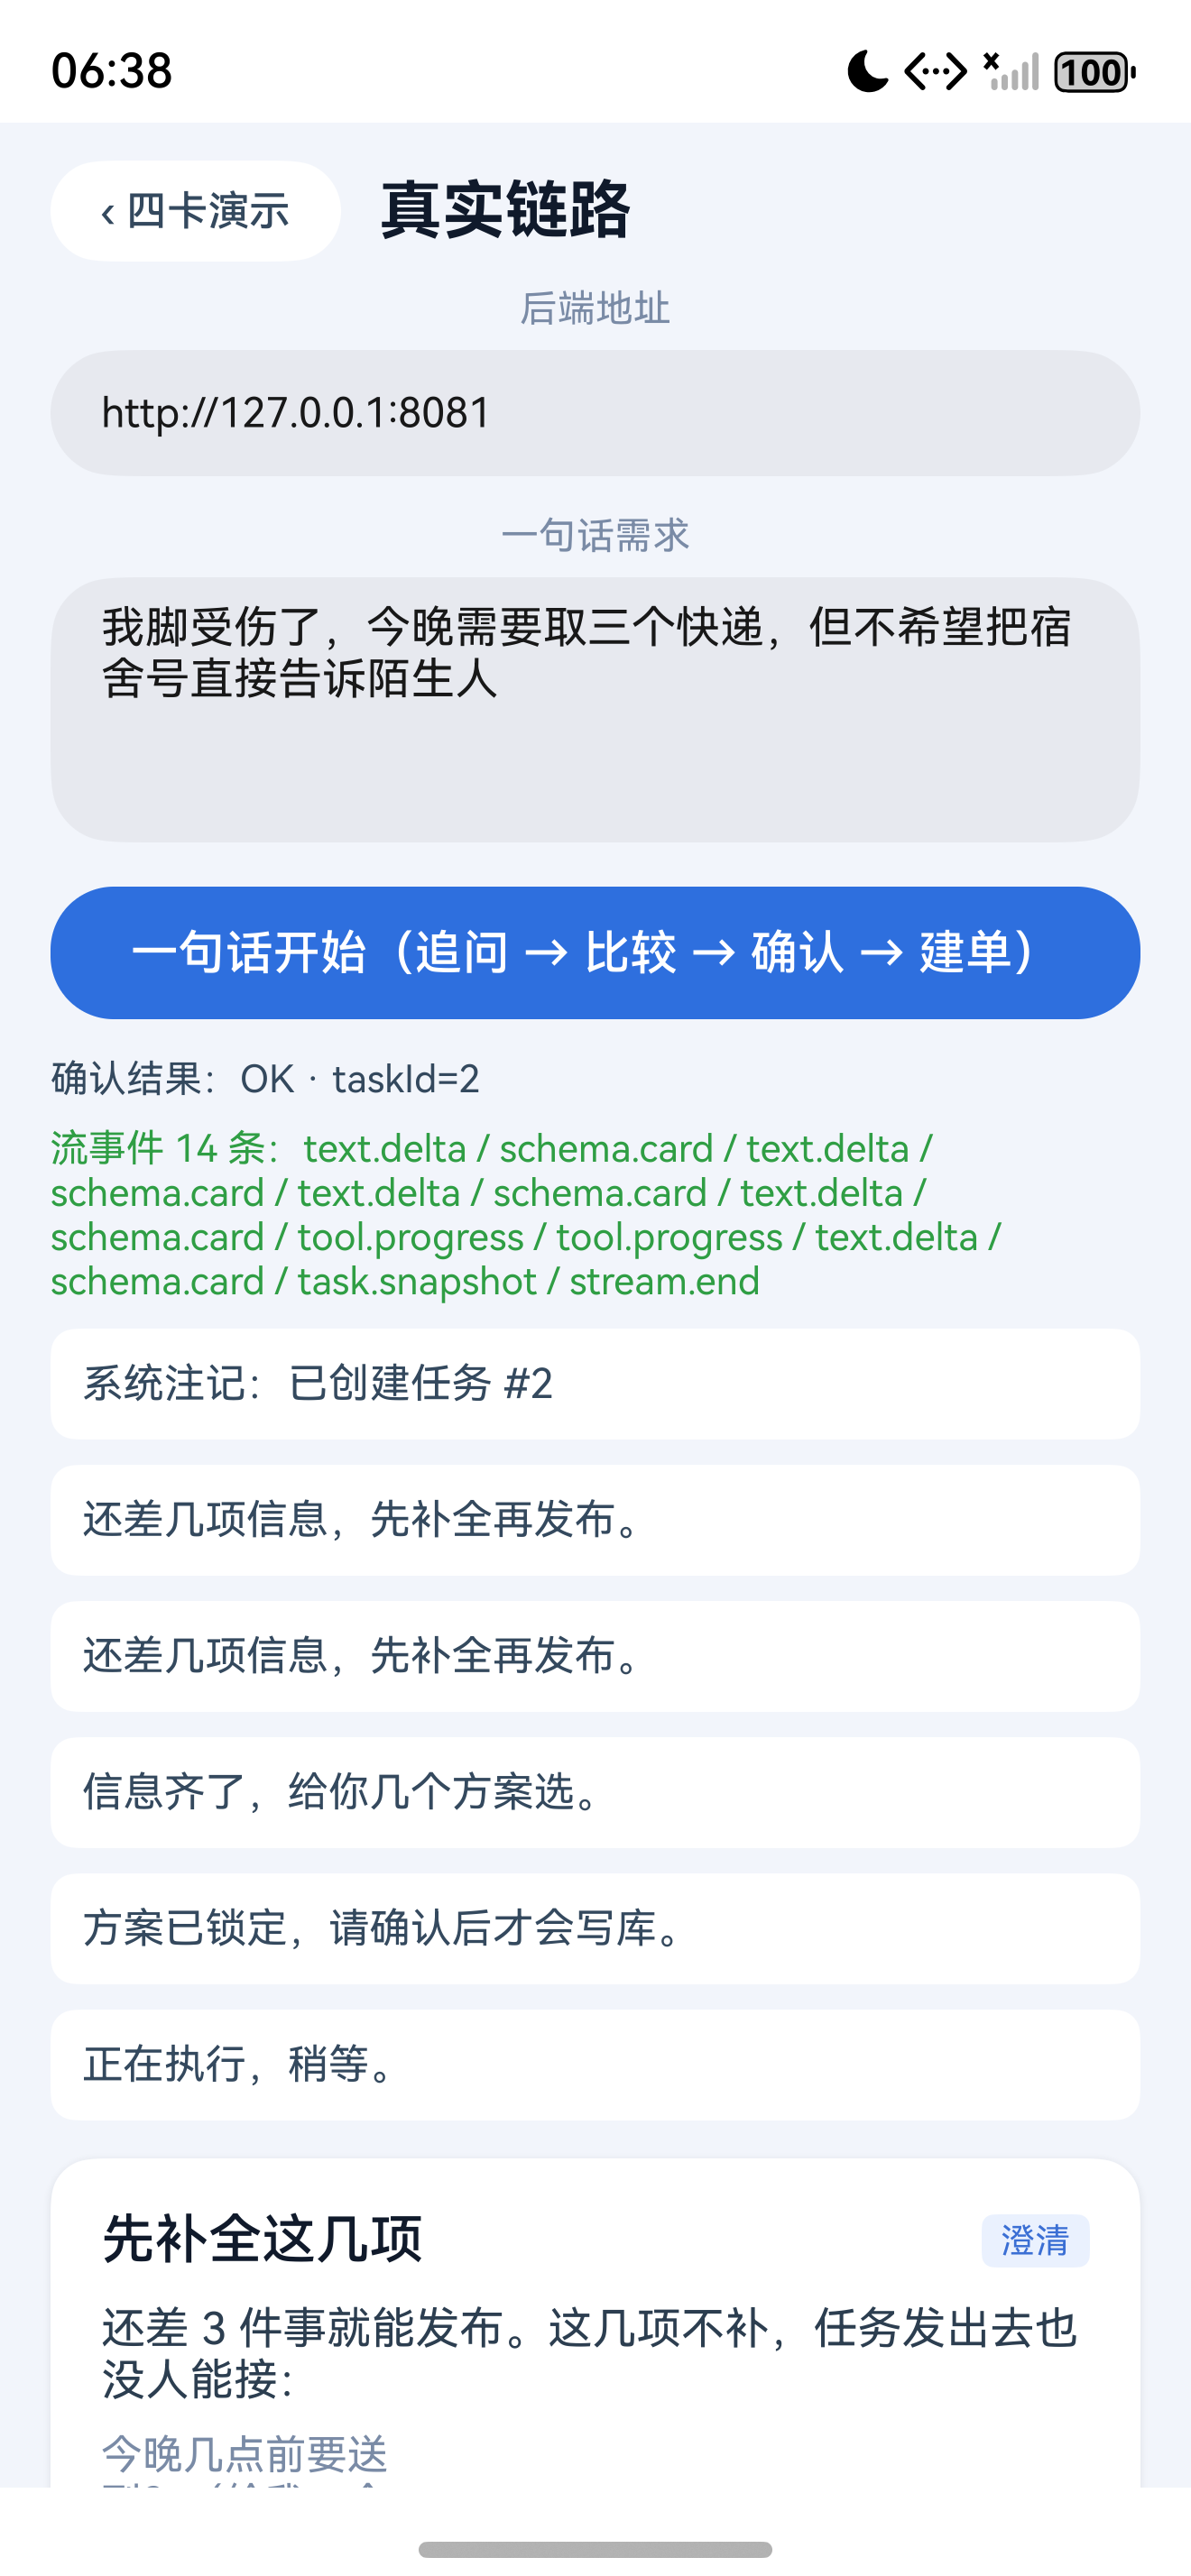 06:38
100
‹ 四卡演示
真实链路
后端地址
http://127.0.0.1:8081
一句话需求
我脚受伤了，今晚需要取三个快递，但不希望把宿
舍号直接告诉陌生人
一句话开始（追问 → 比较 → 确认 → 建单）
确认结果：OK · taskId=2
流事件 14 条：text.delta / schema.card / text.delta /
schema.card / text.delta / schema.card / text.delta /
schema.card / tool.progress / tool.progress / text.delta /
schema.card / task.snapshot / stream.end
系统注记：已创建任务 #2
还差几项信息，先补全再发布。
还差几项信息，先补全再发布。
信息齐了，给你几个方案选。
方案已锁定，请确认后才会写库。
正在执行，稍等。
先补全这几项
澄清
还差 3 件事就能发布。这几项不补，任务发出去也
没人能接：
今晚几点前要送